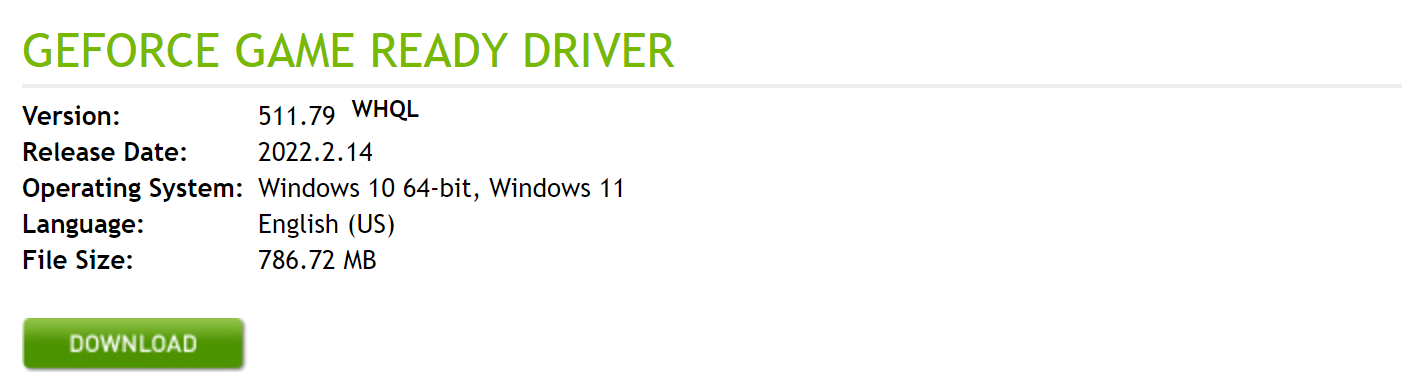 GEFORCE GAME READY DRIVER
Version: 511.79 WHQL
Release Date: 2022.2.14
Operating System: Windows 10 64-bit, Windows 11
Language: English (US)
File Size: 786.72 MB
DOWNLOAD